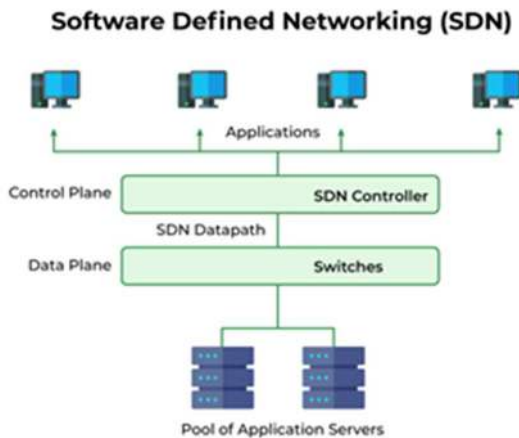 Software Defined Networking (SDN)
Applications
Control Plane
SDN Controller
SDN Datapath
Data Plane
Switches
Pool of Application Servers